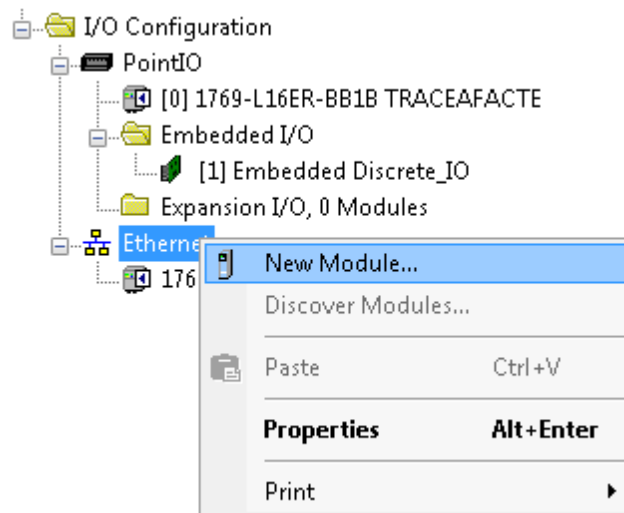 I/O Configuration
PointIO
[0] 1769-L16ER-BB1B TRACEAFACTE
Embedded I/O
[1] Embedded Discrete_IO
Expansion I/O, 0 Modules
Ethernet
176
New Module...
Discover Modules...
Paste Ctrl+V
Properties Alt+Enter
Print